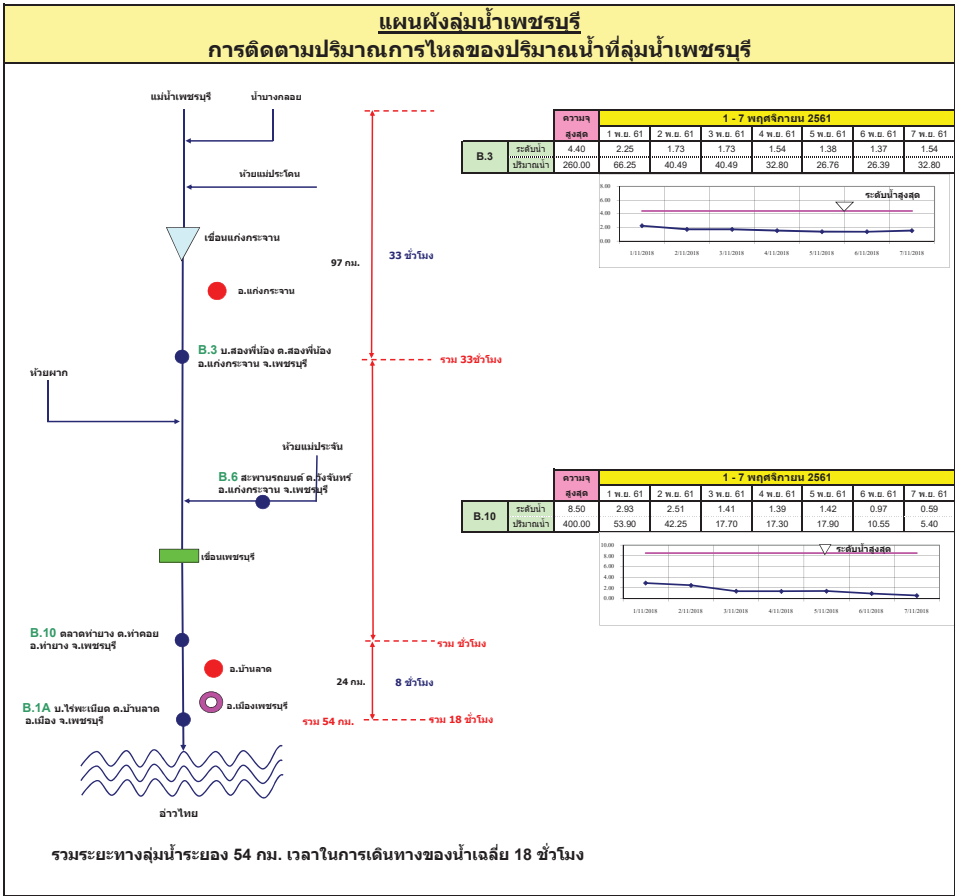 แผนผังลุ่มน้ำเพชรบุรี
การติดตามปริมาณการไหลของปริมาณน้ำที่ลุ่มน้ำเพชรบุรี
แม่น้ำเพชรบุรี
น้ำบางกลอย
ห้วยแม่ประโดน
เขื่อนแก่งกระจาน
97 กม.
33 ชั่วโมง
อ.แก่งกระจาน
B.3 บ.สองพี่น้อง ต.สองพี่น้อง
อ.แก่งกระจาน จ.เพชรบุรี
รวม 33ชั่วโมง
ห้วยผาก
ห้วยแม่ประจัน
B.6 สะพานรถยนต์ ต.วังจันทร์
อ.แก่งกระจาน จ.เพชรบุรี
เขื่อนเพชรบุรี
B.10 ตลาดท่ายาง ต.ท่าคอย
อ.ท่ายาง จ.เพชรบุรี
รวม ชั่วโมง
อ.บ้านลาด
24 กม.
8 ชั่วโมง
อ.เมืองเพชรบุรี
B.1A บ.ไร่พะเนียด ต.บ้านลาด
อ.เมือง จ.เพชรบุรี
รวม 54 กม.
รวม 18 ชั่วโมง
อ่าวไทย
รวมระยะทางลุ่มน้ำระยอง 54 กม. เวลาในการเดินทางของน้ำเฉลี่ย 18 ชั่วโมง
ความจุ
สูงสุด
1 - 7 พฤศจิกายน 2561
1 พ.ย. 61 2 พ.ย. 61 3 พ.ย. 61 4 พ.ย. 61 5 พ.ย. 61 6 พ.ย. 61 7 พ.ย. 61
B.3
ระดับน้ำ 4.40 2.25 1.73 1.73 1.54 1.38 1.37 1.54
ปริมาณน้ำ 260.00 66.25 40.49 40.49 32.80 26.76 26.39 32.80
ระดับน้ำสูงสุด
8.00
6.00
4.00
2.00
0.00
1/11/2018 2/11/2018 3/11/2018 4/11/2018 5/11/2018 6/11/2018 7/11/2018
ความจุ
สูงสุด
1 - 7 พฤศจิกายน 2561
1 พ.ย. 61 2 พ.ย. 61 3 พ.ย. 61 4 พ.ย. 61 5 พ.ย. 61 6 พ.ย. 61 7 พ.ย. 61
B.10
ระดับน้ำ 8.50 2.93 2.51 1.41 1.39 1.42 0.97 0.59
ปริมาณน้ำ 400.00 53.90 42.25 17.70 17.30 17.90 10.55 5.40
ระดับน้ำสูงสุด
10.00
8.00
6.00
4.00
2.00
0.00
1/11/2018 2/11/2018 3/11/2018 4/11/2018 5/11/2018 6/11/2018 7/11/2018